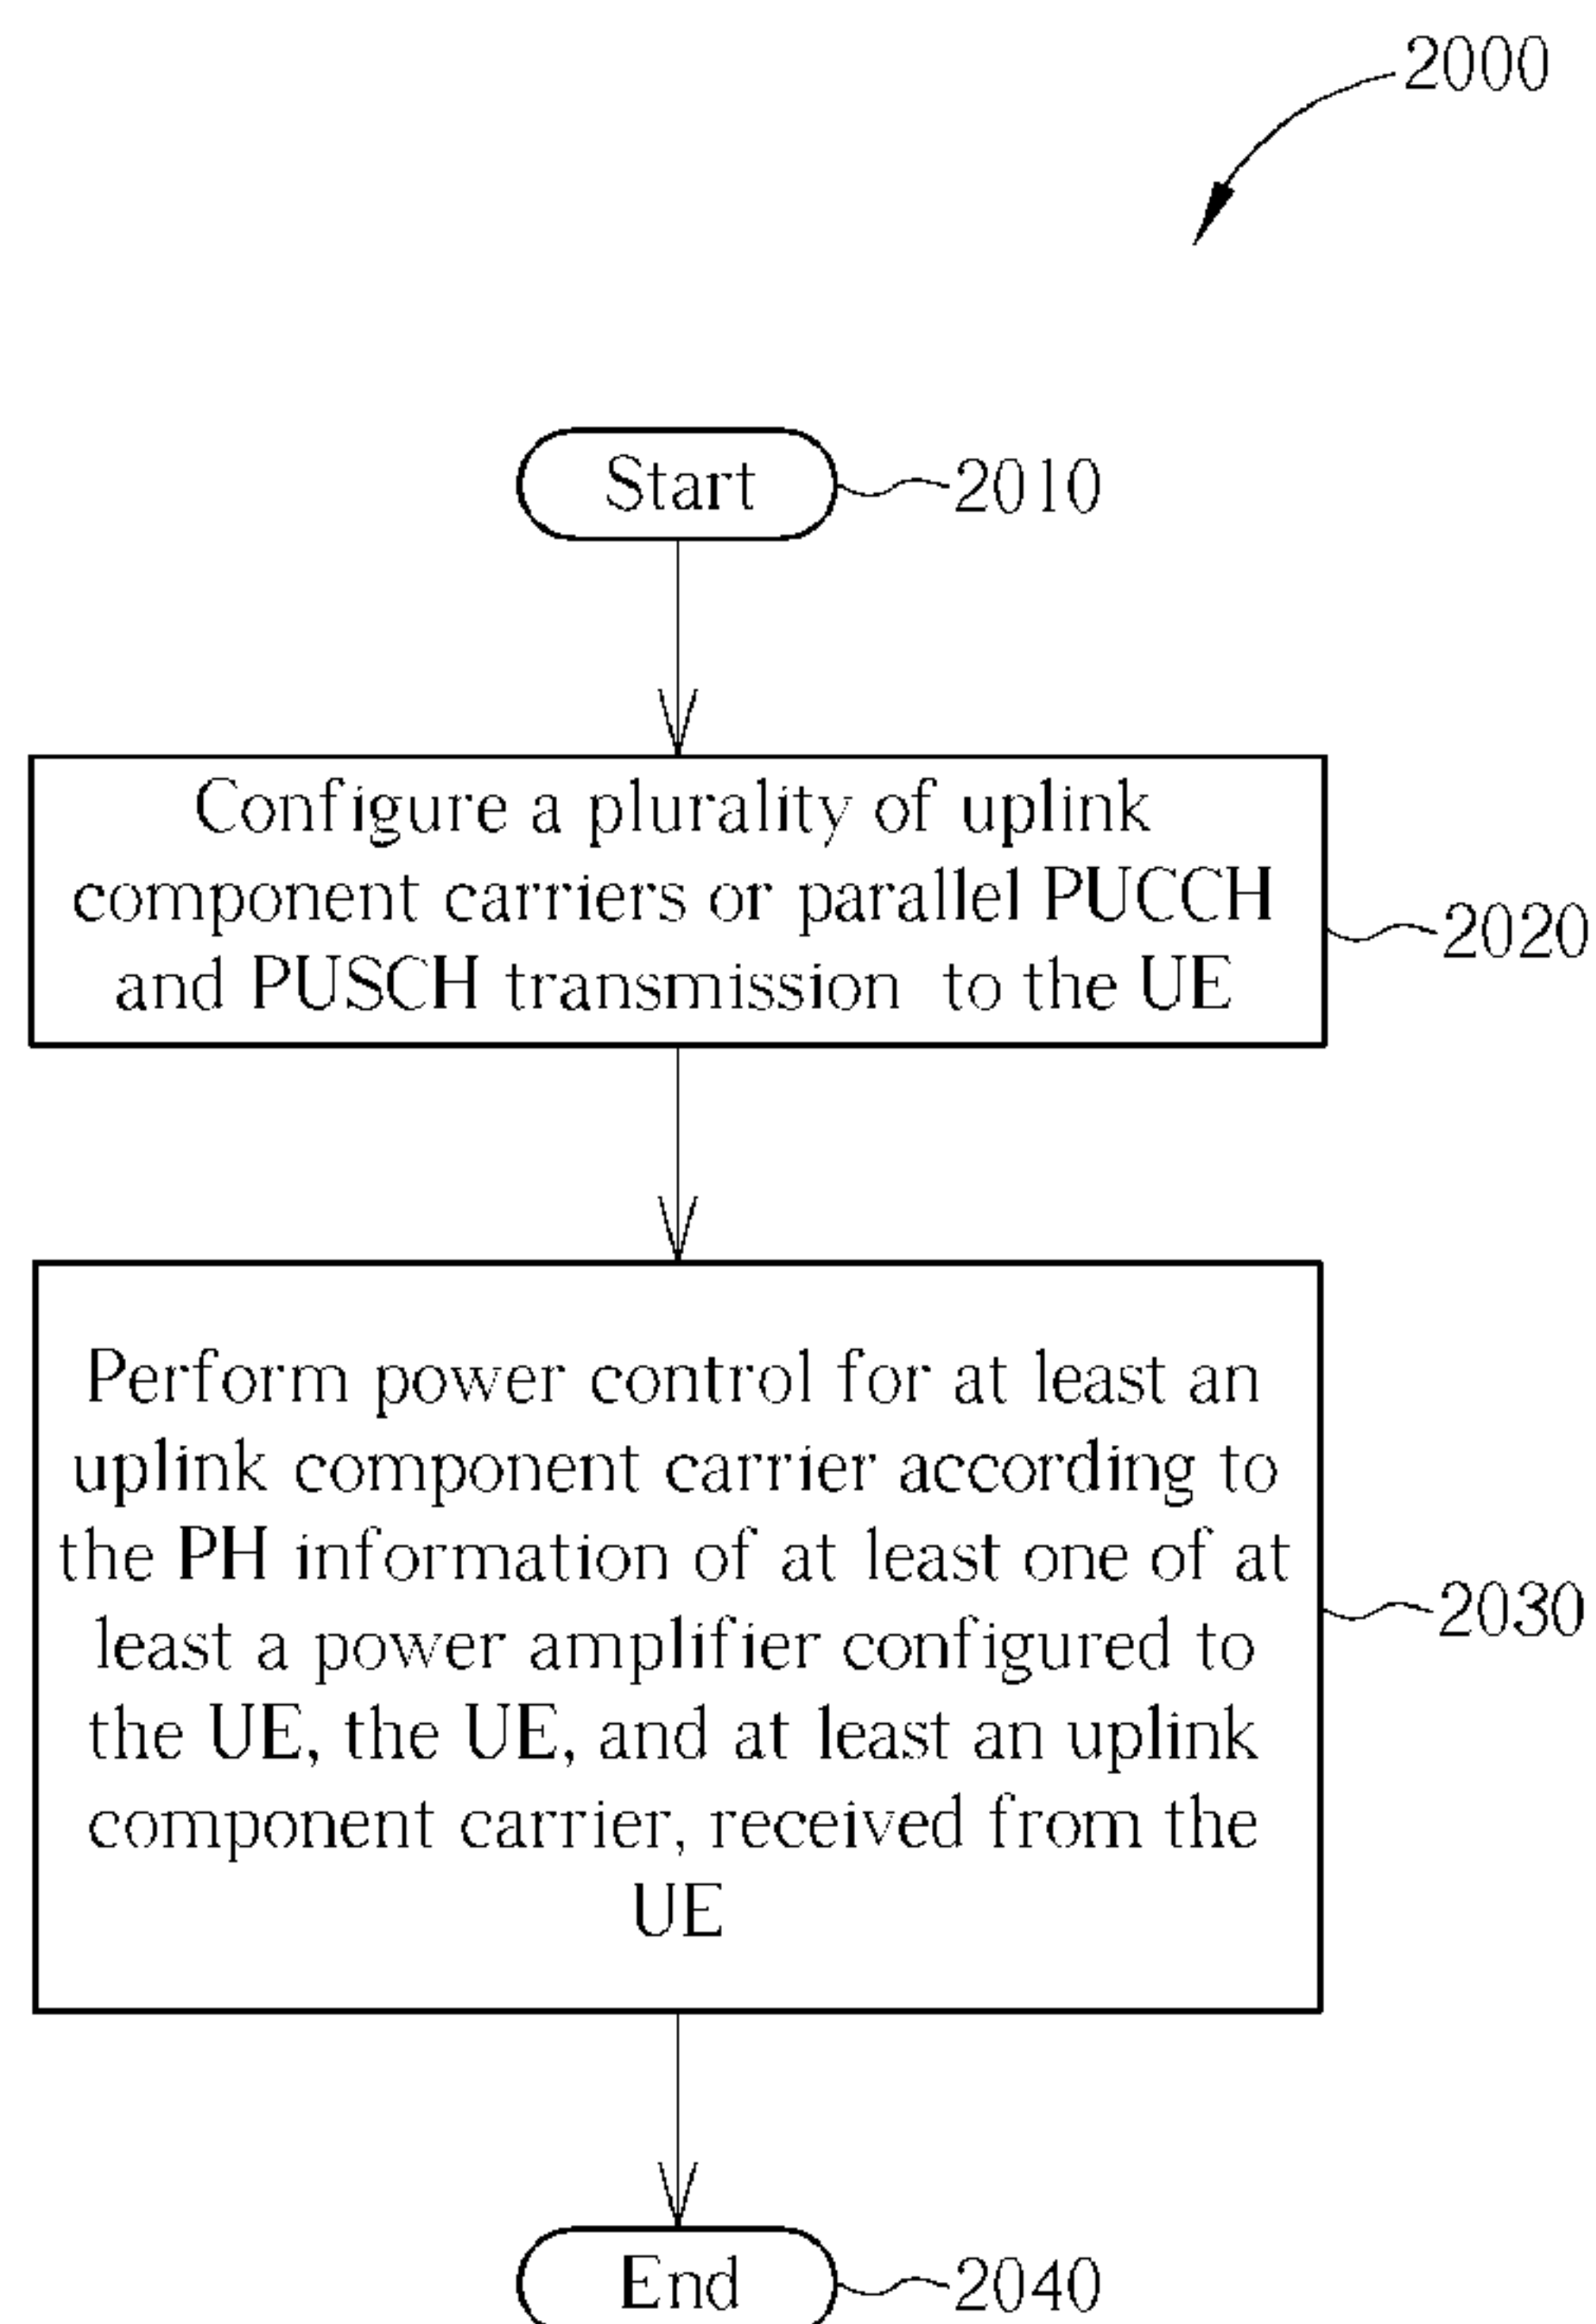 2000
Start
2010
Configure a plurality of uplink
component carriers or parallel PUCCH
and PUSCH transmission to the UE
2020
Perform power control for at least an
uplink component carrier according to
the PH information of at least one of at
least a power amplifier configured to
the UE, the UE, and at least an uplink
component carrier, received from the
UE
2030
End
2040